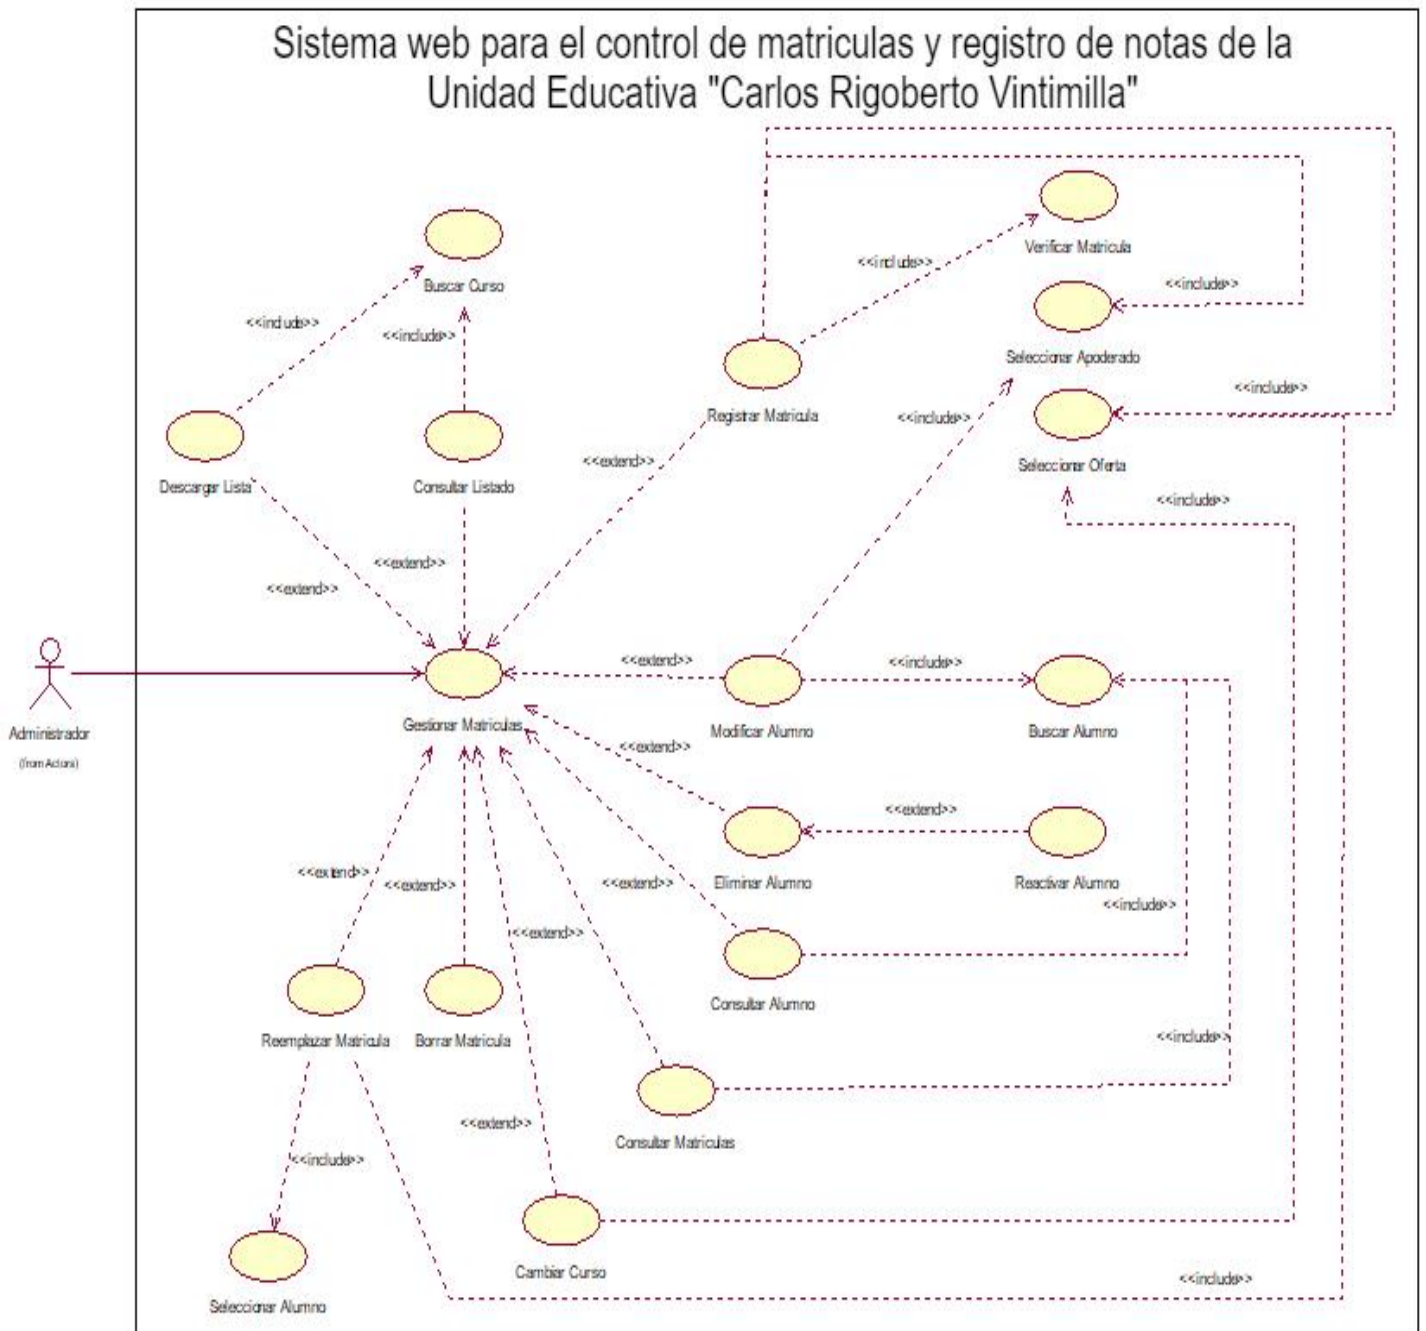 Sistema web para el control de matriculas y registro de notas de la
Unidad Educativa "Carlos Rigoberto Vintimilla"
Verificar Matricula
<<include>>
Buscar Curso
<<include>>
<<include>>
<<include>>
Seleccionar Apoderado
<<include>>
Registrar Matricula
<<include>>
<<extend>>
Seleccionar Oferta
Descargar Lista
Consultar Listado
<<include>>
<<extend>>
<<extend>>
<<extend>>
<<include>>
Gestionar Matriculas
Modificar Alumno
Buscar Alumno
Administrador
(from Actors)
<<extend>>
<<extend>>
<<extend>>
<<extend>>
<<extend>>
Eliminar Alumno
Reactivar Alumno
<<include>>
<<extend>>
Consultar Alumno
<<include>>
Reemplazar Matricula
Borrar Matricula
<<extend>>
Consultar Matriculas
<<include>>
Cambiar Curso
<<include>>
Seleccionar Alumno